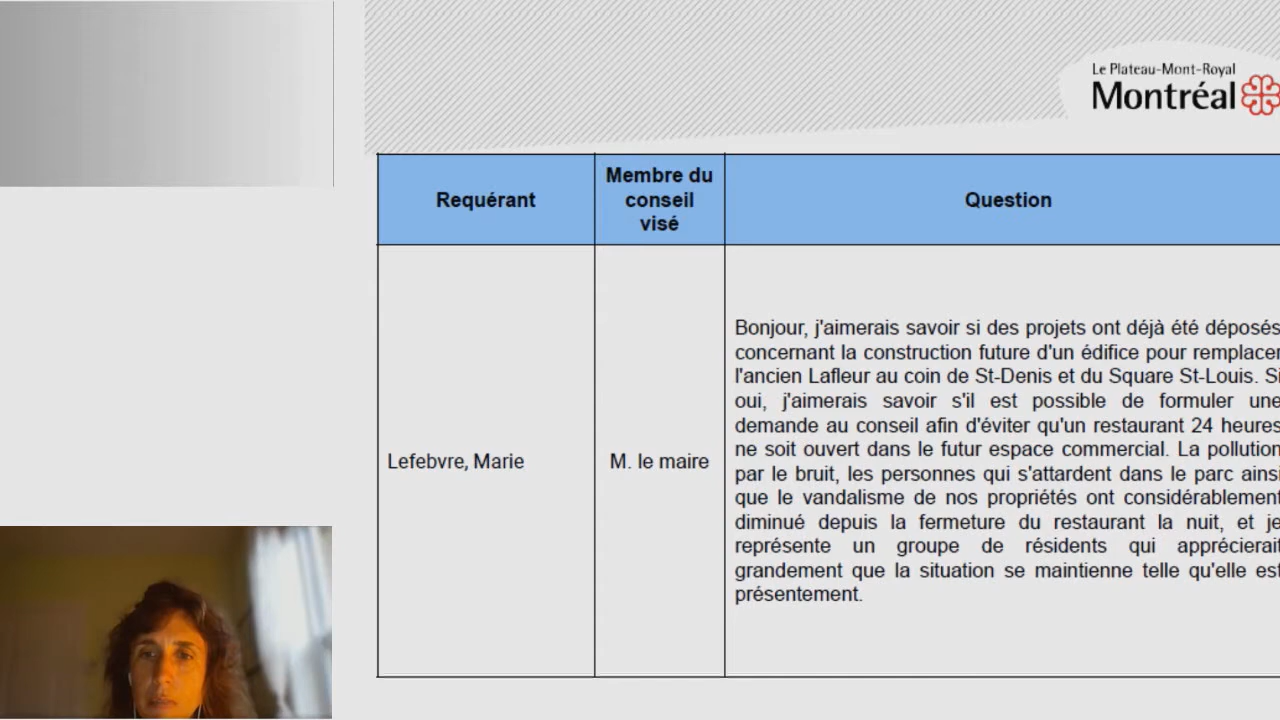 Le Plateau-Mont-Royal
Montréal
Requérant
Membre du
conseil
visé
Question
Lefebvre, Marie
M. le maire
Bonjour, j'aimerais savoir si des projets ont déjà été déposés
concernant la construction future d'un édifice pour remplacer
l'ancien Lafleur au coin de St-Denis et du Square St-Louis. Si
oui, j'aimerais savoir s'il est possible de formuler une
demande au conseil afin d'éviter qu'un restaurant 24 heures
ne soit ouvert dans le futur espace commercial. La pollution
par le bruit, les personnes qui s'attardent dans le parc ainsi
que le vandalisme de nos propriétés ont considérablement
diminué depuis la fermeture du restaurant la nuit, et je
représente un groupe de résidents qui apprécierait
grandement que la situation se maintienne telle qu'elle est
présentement.